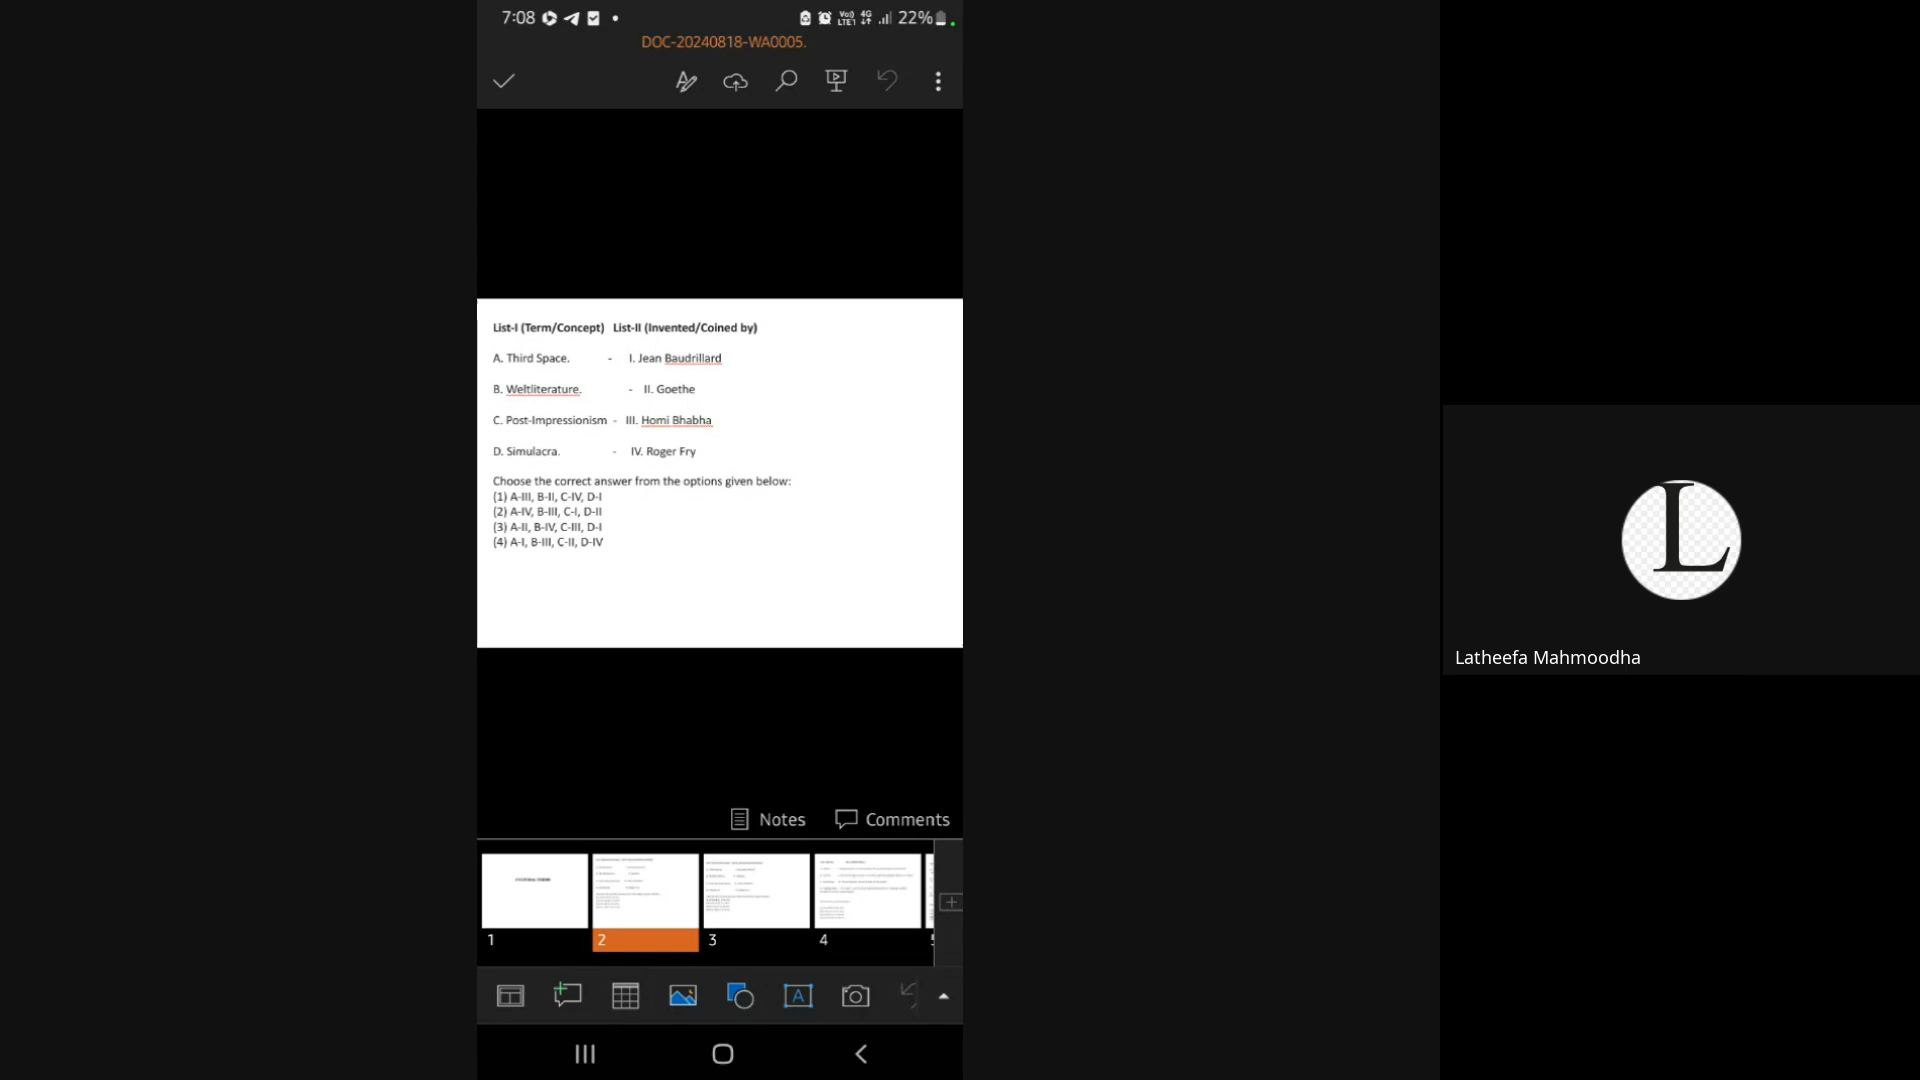 7:08
Vo)) LTE1 4G 22%
DOC-20240818-WA0005.
List-I (Term/Concept) List-II (Invented/Coined by)
A. Third Space. - I. Jean Baudrillard
B. Weltliterature. - II. Goethe
C. Post-Impressionism - III. Homi Bhabha
D. Simulacra. - IV. Roger Fry
Choose the correct answer from the options given below:
(1) A-III, B-II, C-IV, D-I
(2) A-IV, B-III, C-I, D-II
(3) A-II, B-IV, C-III, D-I
(4) A-I, B-III, C-II, D-IV
L
Latheefa Mahmoodha
Notes Comments
1 2 3 4
A